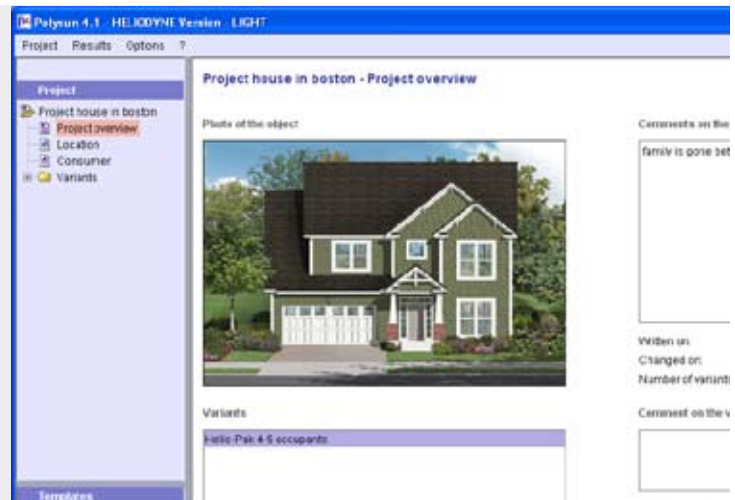 Polysun 4.1 - HELIODYNE Version - LIGHT
Project Results Options ?
Project
Project house in boston
Project overview
Location
Consumer
Variants
Templates
Project house in boston - Project overview
Photo of the object
Variants
Helio-Pak 4-5 occupants
Comments on the
family is gone bet
Written on:
Changed on:
Number of variants
Comment on the v